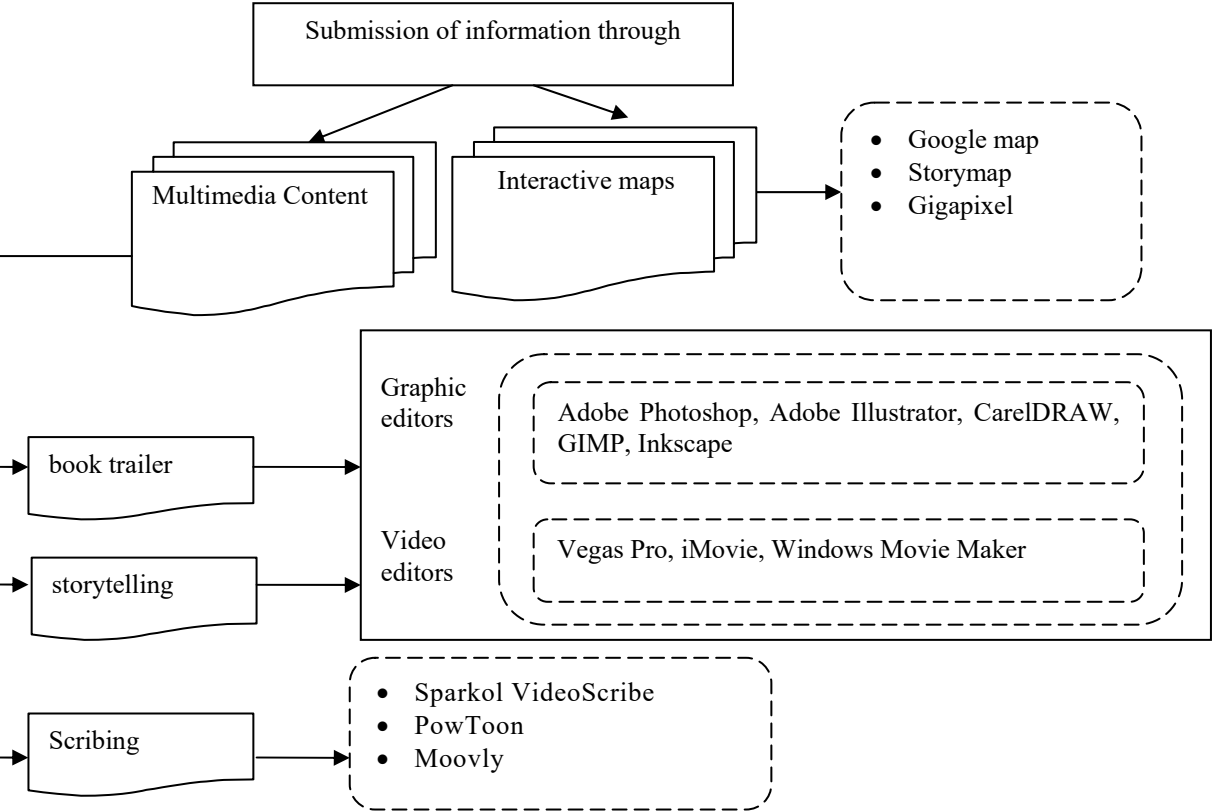 Submission of information through
Multimedia Content
Interactive maps
• Google map
• Storymap
• Gigapixel
Graphic
editors
Adobe Photoshop, Adobe Illustrator, CarelDRAW,
GIMP, Inkscape
book trailer
Video
editors
Vegas Pro, iMovie, Windows Movie Maker
storytelling
• Sparkol VideoScribe
• PowToon
• Moovly
Scribing